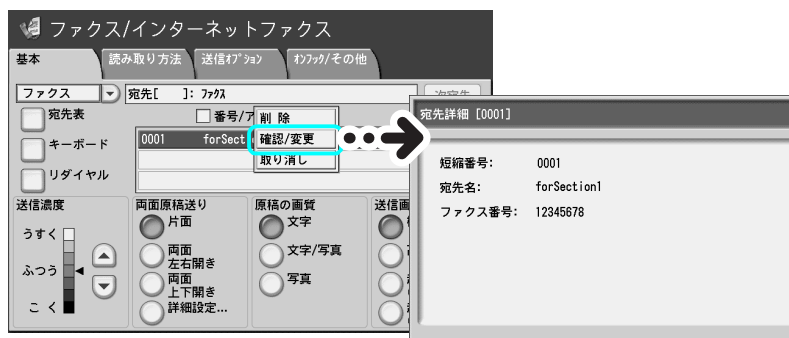 ファクス/インターネットファクス
基本
読み取り方法
送信オプション
オンフック/その他
ファクス
宛先[ ]: ファクス
宛先表
キーボード
リダイヤル
番号/ア
0001 forSect
削 除
確認/変更
取り消し
送信濃度
うすく
ふつう
こ く
両面原稿送り
片面
両面
左右開き
両面
上下開き
詳細設定...
原稿の画質
文字
文字/写真
写真
送信画
宛先詳細 [0001]
短縮番号: 0001
宛先名: forSection1
ファクス番号: 12345678